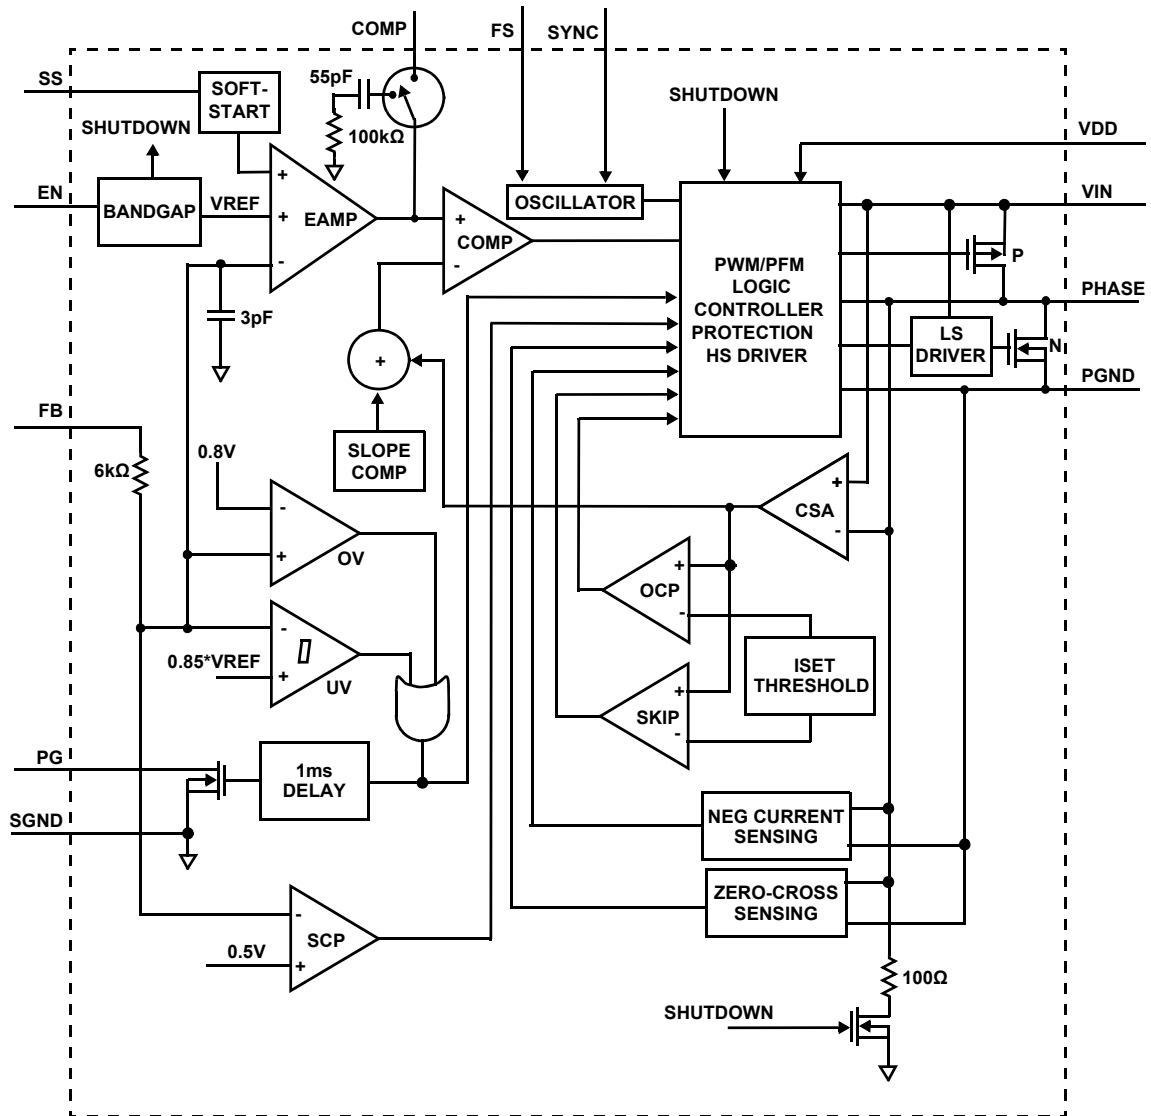 COMP
FS
SYNC
SS
SOFT-
START
55pF
100kΩ
SHUTDOWN
SHUTDOWN
VDD
EN
BANDGAP
VREF
+
+
-
EAMP
+
-
COMP
OSCILLATOR
PWM/PFM
LOGIC
CONTROLLER
PROTECTION
HS DRIVER
VIN
P
PHASE
LS
DRIVER
N
PGND
3pF
+
SLOPE
COMP
FB
6kΩ
0.8V
-
+
OV
CSA
+
-
OCP
+
-
-
+
UV
0.85*VREF
ISET
THRESHOLD
SKIP
+
-
PG
1ms
DELAY
SGND
NEG CURRENT
SENSING
ZERO-CROSS
SENSING
-
+
SCP
0.5V
100Ω
SHUTDOWN